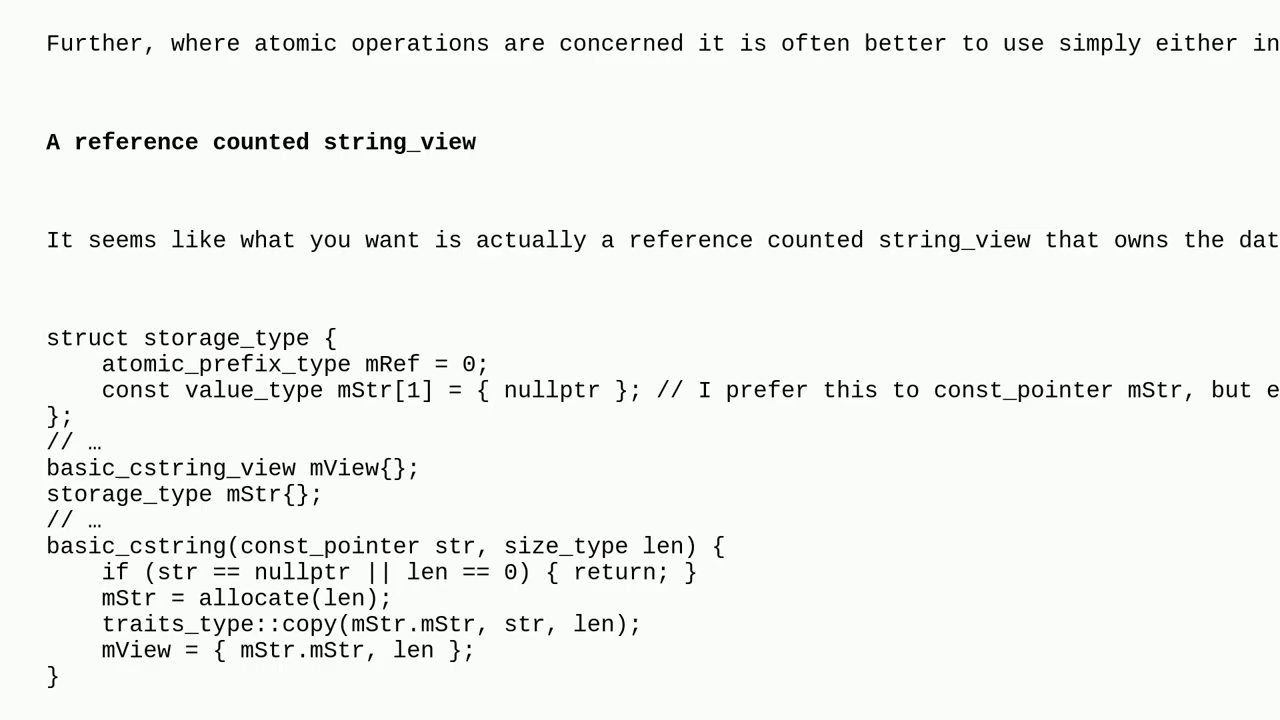 Further, where atomic operations are concerned it is often better to use simply either in
A reference counted string_view
It seems like what you want is actually a reference counted string_view that owns the dat
struct storage_type {
    atomic_prefix_type mRef = 0;
    const value_type mStr[1] = { nullptr }; // I prefer this to const_pointer mStr, but e
};
// …
basic_cstring_view mView{};
storage_type mStr{};
// …
basic_cstring(const_pointer str, size_type len) {
    if (str == nullptr || len == 0) { return; }
    mStr = allocate(len);
    traits_type::copy(mStr.mStr, str, len);
    mView = { mStr.mStr, len };
}